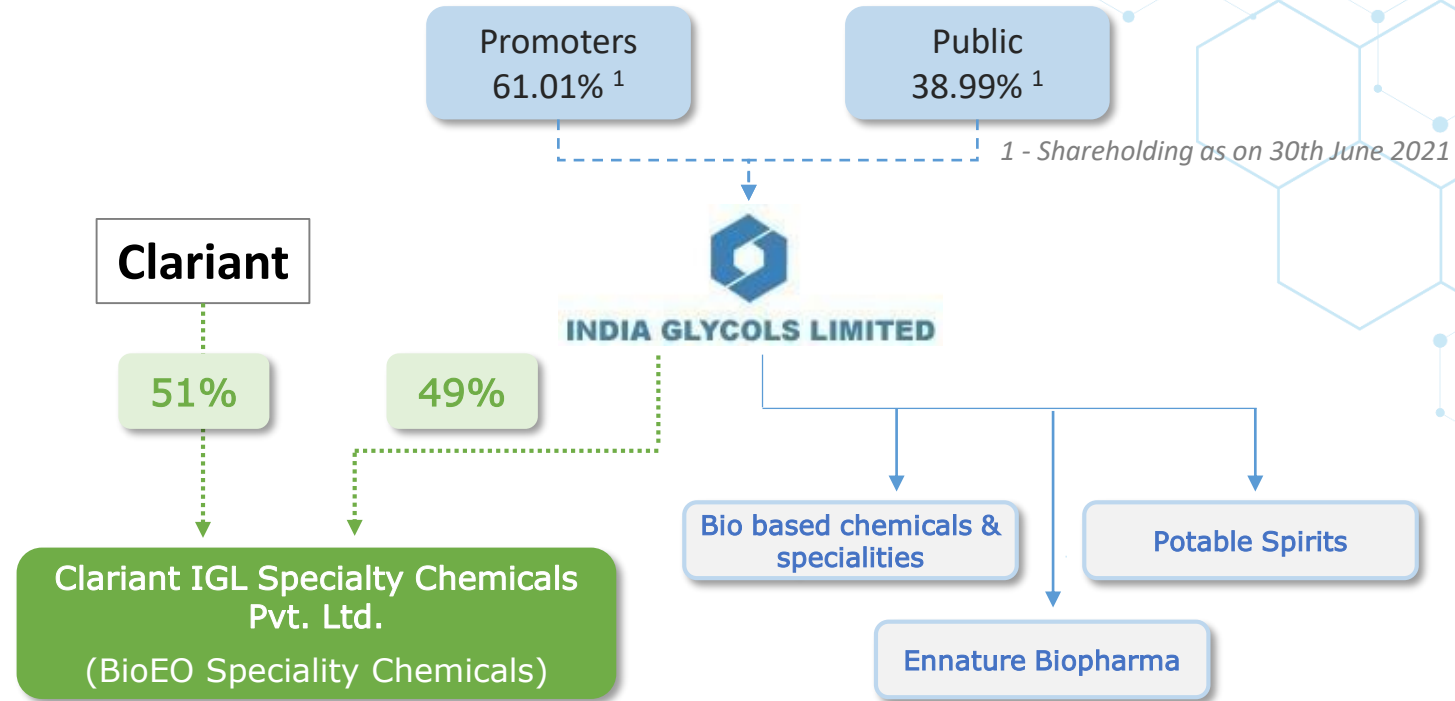 Promoters
61.01% 1
Public
38.99% 1
1 - Shareholding as on 30th June 2021
Clariant
INDIA GLYCOLS LIMITED
51%
49%
Bio based chemicals &
specialities
Potable Spirits
Clariant IGL Specialty Chemicals
Pvt. Ltd.
(BioEO Speciality Chemicals)
Ennature Biopharma